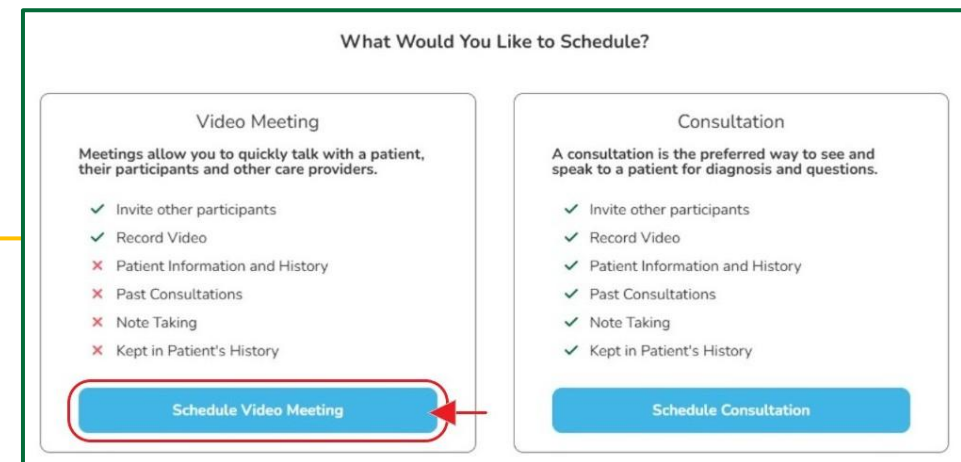 What Would You Like to Schedule?
Video Meeting
Meetings allow you to quickly talk with a patient,
their participants and other care providers.
Invite other participants
Record Video
Patient Information and History
Past Consultations
Note Taking
Kept in Patient's History
Schedule Video Meeting
Consultation
A consultation is the preferred way to see and
speak to a patient for diagnosis and questions.
Invite other participants
Record Video
Patient Information and History
Past Consultations
Note Taking
Kept in Patient's History
Schedule Consultation